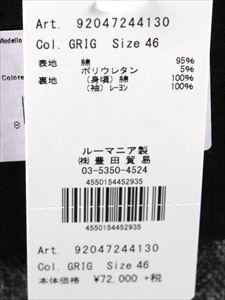 Modello
Colore
8
Art. 92047244130
Col. GRIG Size 46
表地 綿 95%
ポリウレタン 5%
裏地 (身頃) 綿 100%
(袖) レーヨン 100%
ルーマニア製
㈱豊田貿易
03-5350-4524
4550154452935
4550154452935
Art. 92047244130
Col. GRIG Size 46
本体価格 ¥72,000 +税